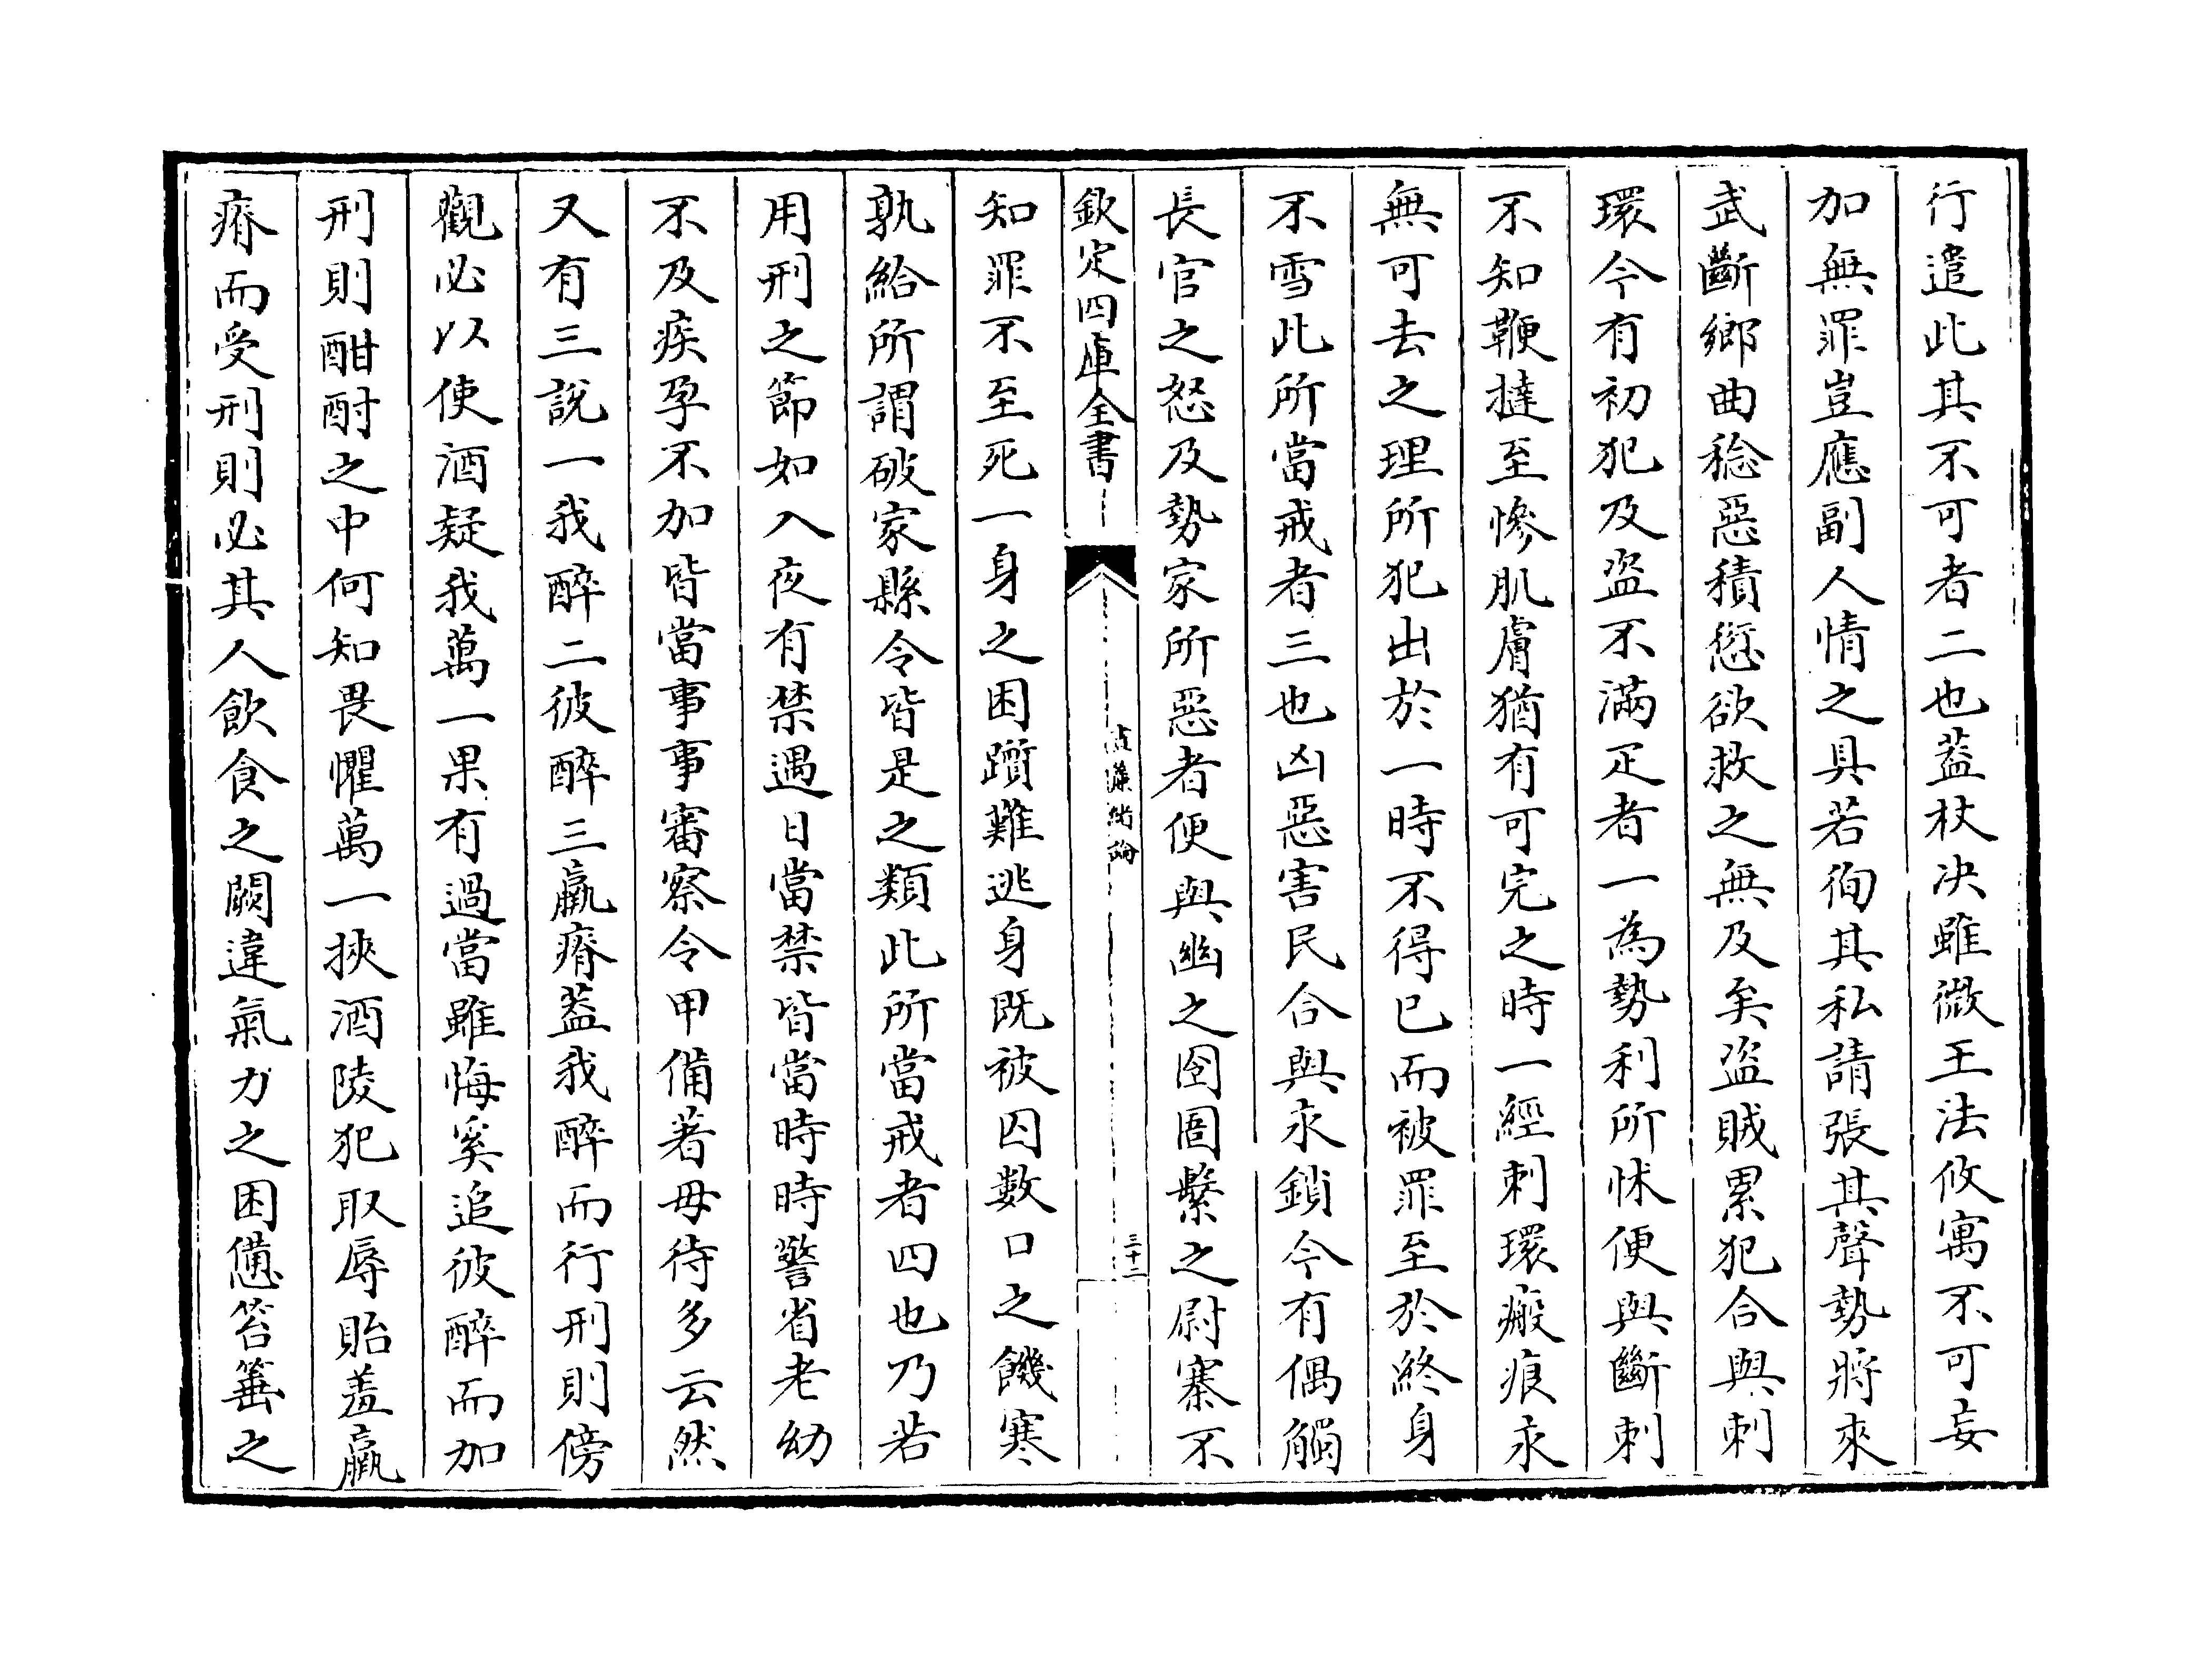 行遣此其不可者二也蓋杖决雖微王法攸寓不可妄
加無罪豈應副人情之具若徇其私請張其聲勢將來
武斷鄉曲稔惡積愆欲救之無及矣盗賊累犯合與刺
環今有初犯及盗不滿疋者一為勢利所怵便與斷刺
不知鞭撻至慘肌膚猶有可完之時一經刺環瘢痕永
無可去之理所犯出於一時不得已而被罪至於終身
不雪此所當戒者三也凶惡害民合與永鎖今有偶觸
長官之怒及勢家所惡者便與幽之囹圄繫之尉寨不
欽定四庫全書
晝簾緒論
三十二
知罪不至死一身之困躓難逃身既被囚數口之饑寒
孰給所謂破家縣令皆是之類此所當戒者四也乃若
用刑之節如入夜有禁遇日當禁皆當時時警省老幼
不及疾孕不加皆當事事審察令甲備著毋待多云然
又有三說一我醉二彼醉三羸瘠蓋我醉而行刑則傍
觀必以使酒疑我萬一果有過當雖悔奚追彼醉而加
刑則酣酎之中何知畏懼萬一挾酒陵犯取辱貽羞羸
瘠而受刑則必其人飲食之闕違氣力之困憊笞箠之